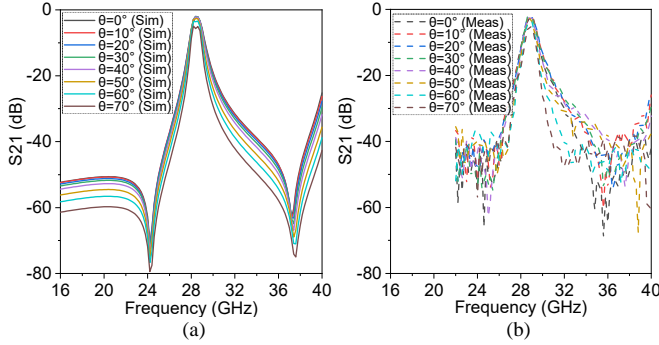 S21 (dB)
0
-20
-40
-60
-80
θ=0° (Sim)
θ=10° (Sim)
θ=20° (Sim)
θ=30° (Sim)
θ=40° (Sim)
θ=50° (Sim)
θ=60° (Sim)
θ=70° (Sim)
16 20 24 28 32 36 40
Frequency (GHz)
(a)
S21 (dB)
0
-20
-40
-60
-80
θ=0° (Meas)
θ=10° (Meas)
θ=20° (Meas)
θ=30° (Meas)
θ=40° (Meas)
θ=50° (Meas)
θ=60° (Meas)
θ=70° (Meas)
16 20 24 28 32 36 40
Frequency (GHz)
(b)